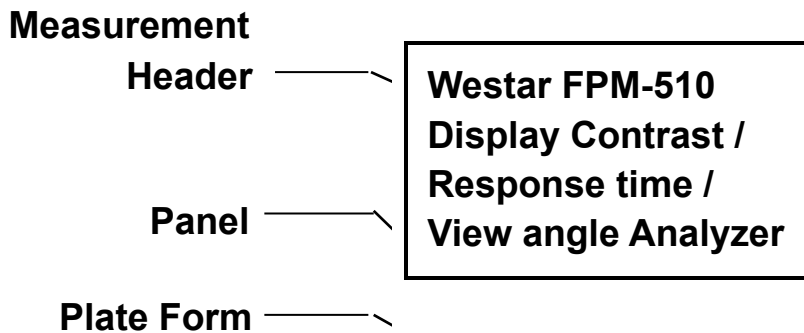 Measurement
Header
Westar FPM-510
Display Contrast /
Response time /
View angle Analyzer
Panel
Plate Form